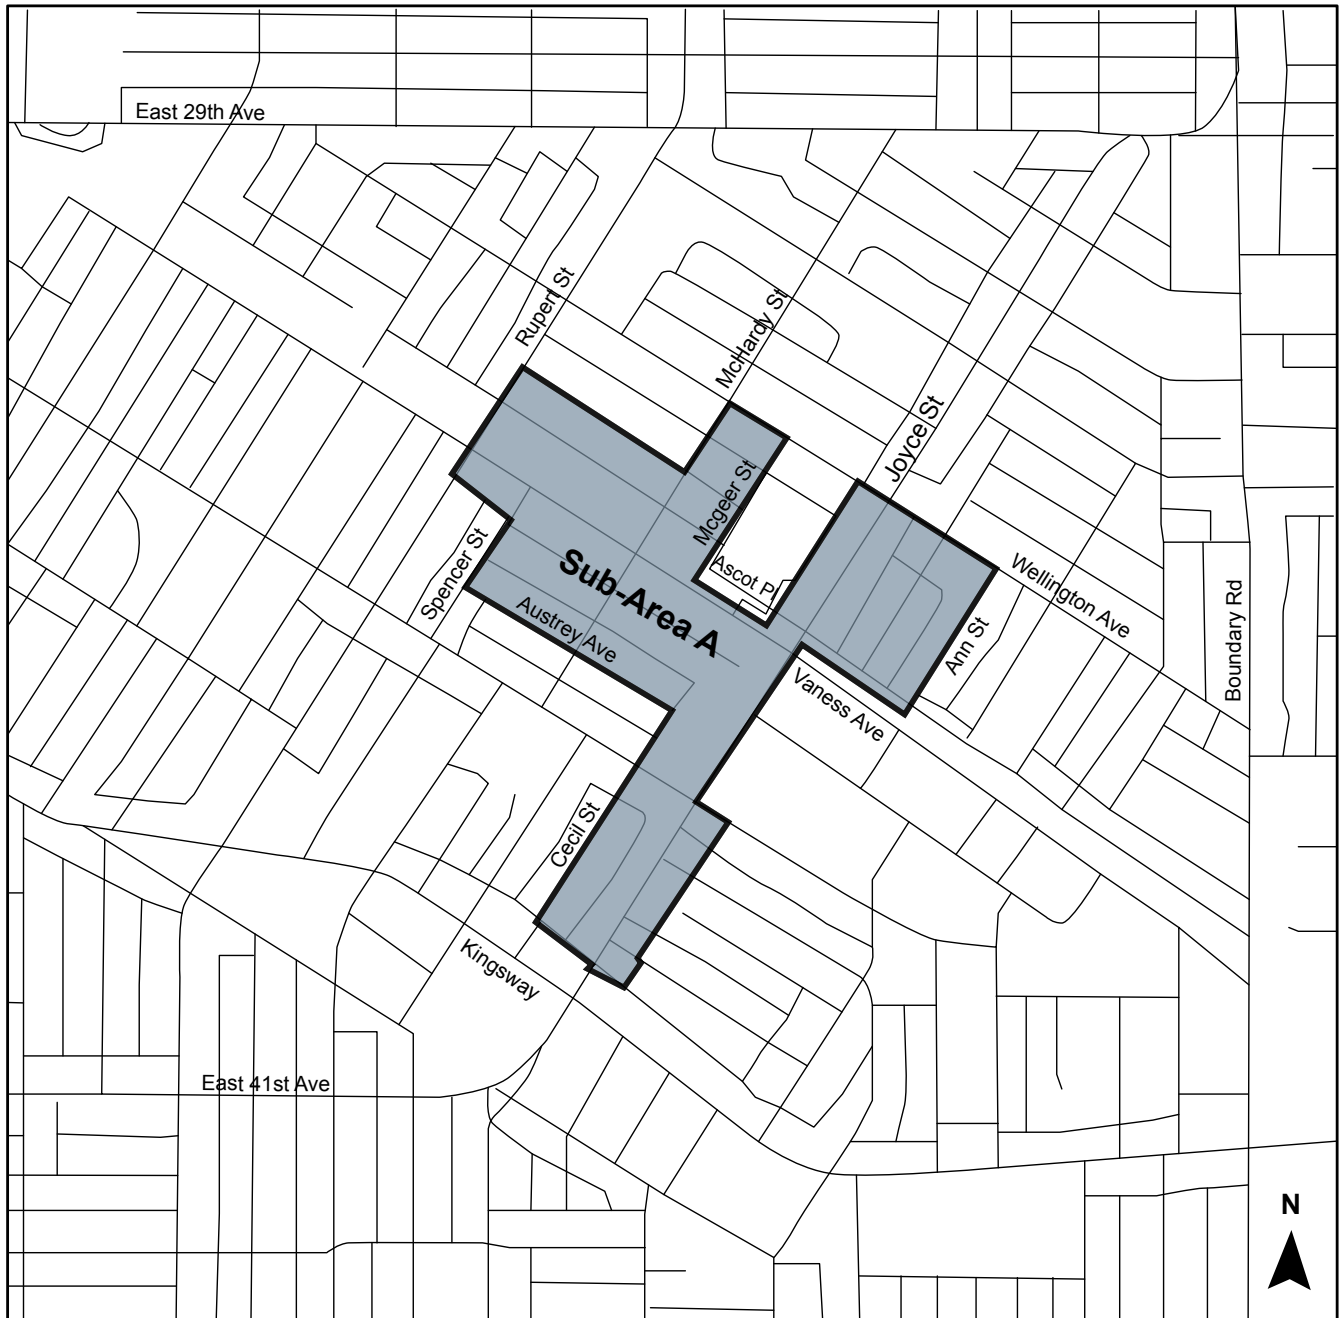 East 29th Ave
Rupert St
McHardy St
Joyce St
Mcgeer St
Ascot Pl
Wellington Ave
Spencer St
Sub-Area A
Austrey Ave
Ann St
Boundary Rd
Vaness Ave
Cecil St
Kingsway
East 41st Ave
N